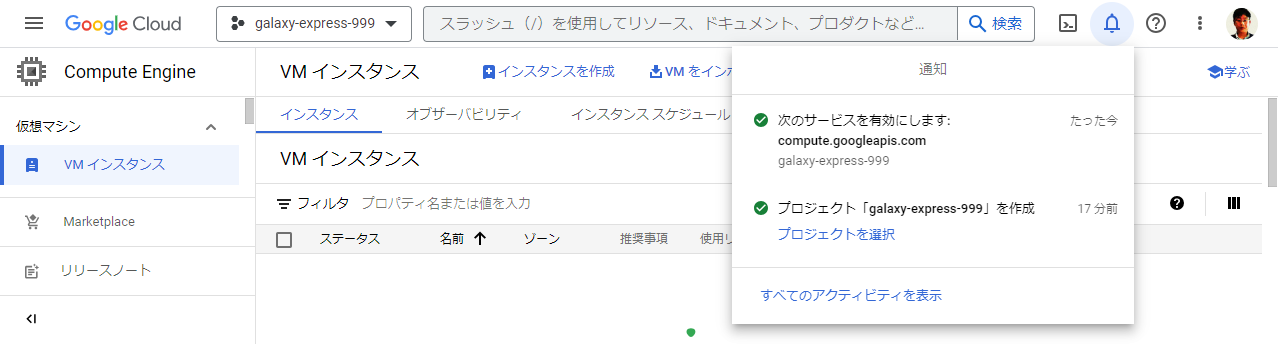 Google Cloud
galaxy-express-999
スラッシュ（/）を使用してリソース、ドキュメント、プロダクトなど...
検索
Compute Engine
VM インスタンス
インスタンスを作成
VM をインポ
通知
学ぶ
仮想マシン
インスタンス
オブザーバビリティ
インスタンス スケジュール
次のサービスを有効にします:
たった今
compute.googleapis.com
galaxy-express-999
VM インスタンス
VM インスタンス
フィルタ
プロパティ名または値を入力
プロジェクト「galaxy-express-999」を作成
17 分前
プロジェクトを選択
Marketplace
ステータス
名前
ゾーン
推奨事項
使用リ
リリースノート
すべてのアクティビティを表示